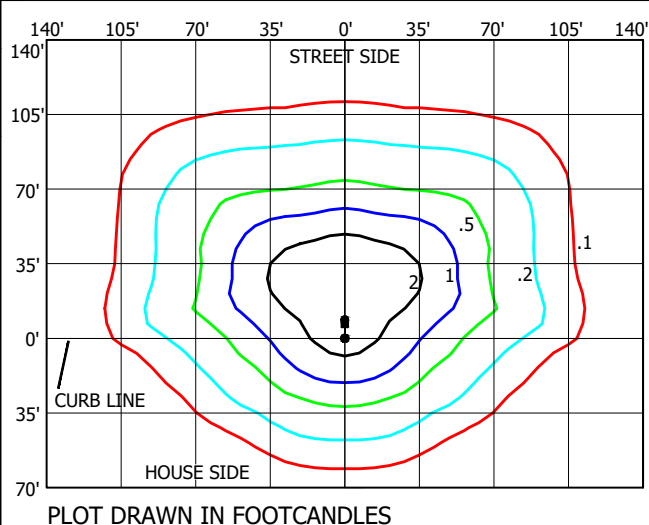 140' 105' 70' 35' 0' 35' 70' 105' 140'
140'
STREET SIDE
105'
70'
.5
.1
35'
2 1 .2
0'
CURB LINE
35'
HOUSE SIDE
70'
PLOT DRAWN IN FOOTCANDLES